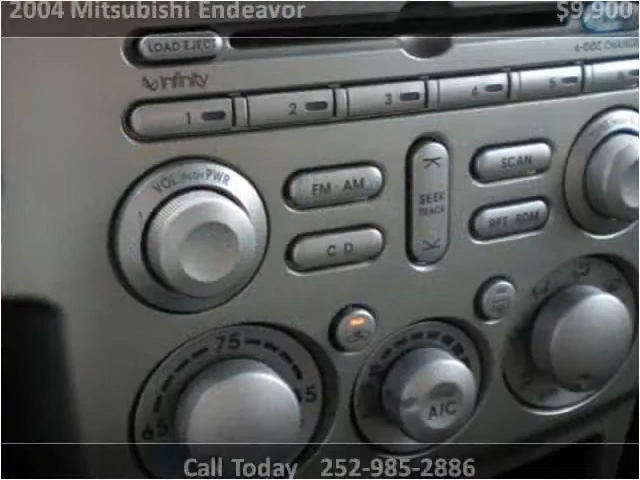 2004 Mitsubishi Endeavor $9,900
LOAD EJECT
6-DISC CHANGER
Infinity
1 2 3 4 5
SCAN
VOL PUSH PWR
FM · AM
SEEK
TRACK
RPT · RDM
C D
75
65
A/C
Call Today 252-985-2886